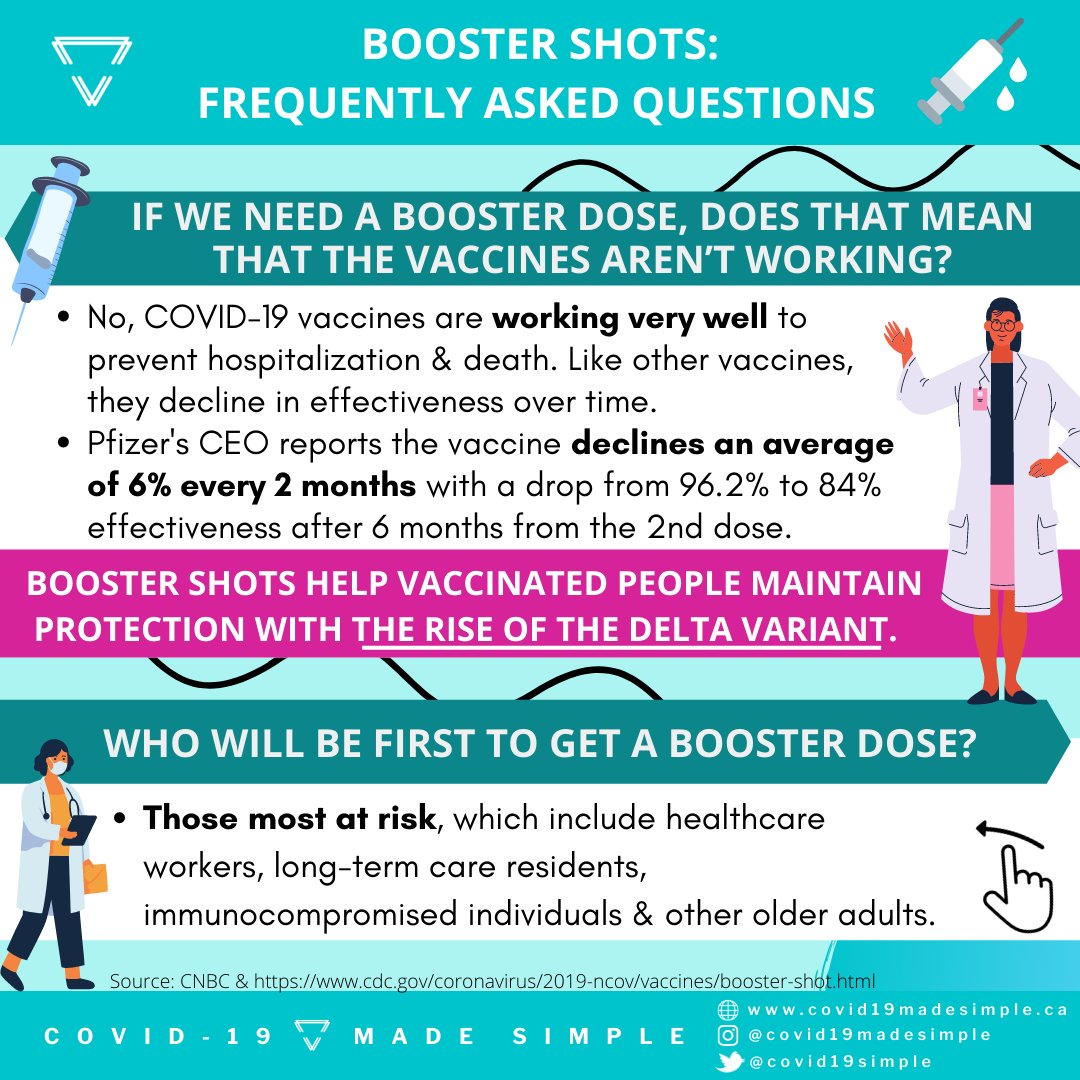 BOOSTER SHOTS:
FREQUENTLY ASKED QUESTIONS
IF WE NEED A BOOSTER DOSE, DOES THAT MEAN
THAT THE VACCINES AREN’T WORKING?
• No, COVID-19 vaccines are working very well to
prevent hospitalization & death. Like other vaccines,
they decline in effectiveness over time.
• Pfizer's CEO reports the vaccine declines an average
of 6% every 2 months with a drop from 96.2% to 84%
effectiveness after 6 months from the 2nd dose.
BOOSTER SHOTS HELP VACCINATED PEOPLE MAINTAIN
PROTECTION WITH THE RISE OF THE DELTA VARIANT.
WHO WILL BE FIRST TO GET A BOOSTER DOSE?
• Those most at risk, which include healthcare
workers, long-term care residents,
immunocompromised individuals & other older adults.
Source: CNBC & https://www.cdc.gov/coronavirus/2019-ncov/vaccines/booster-shot.html
COVID-19 MADE SIMPLE
www.covid19madesimple.ca
@covid19madesimple
@covid19simple